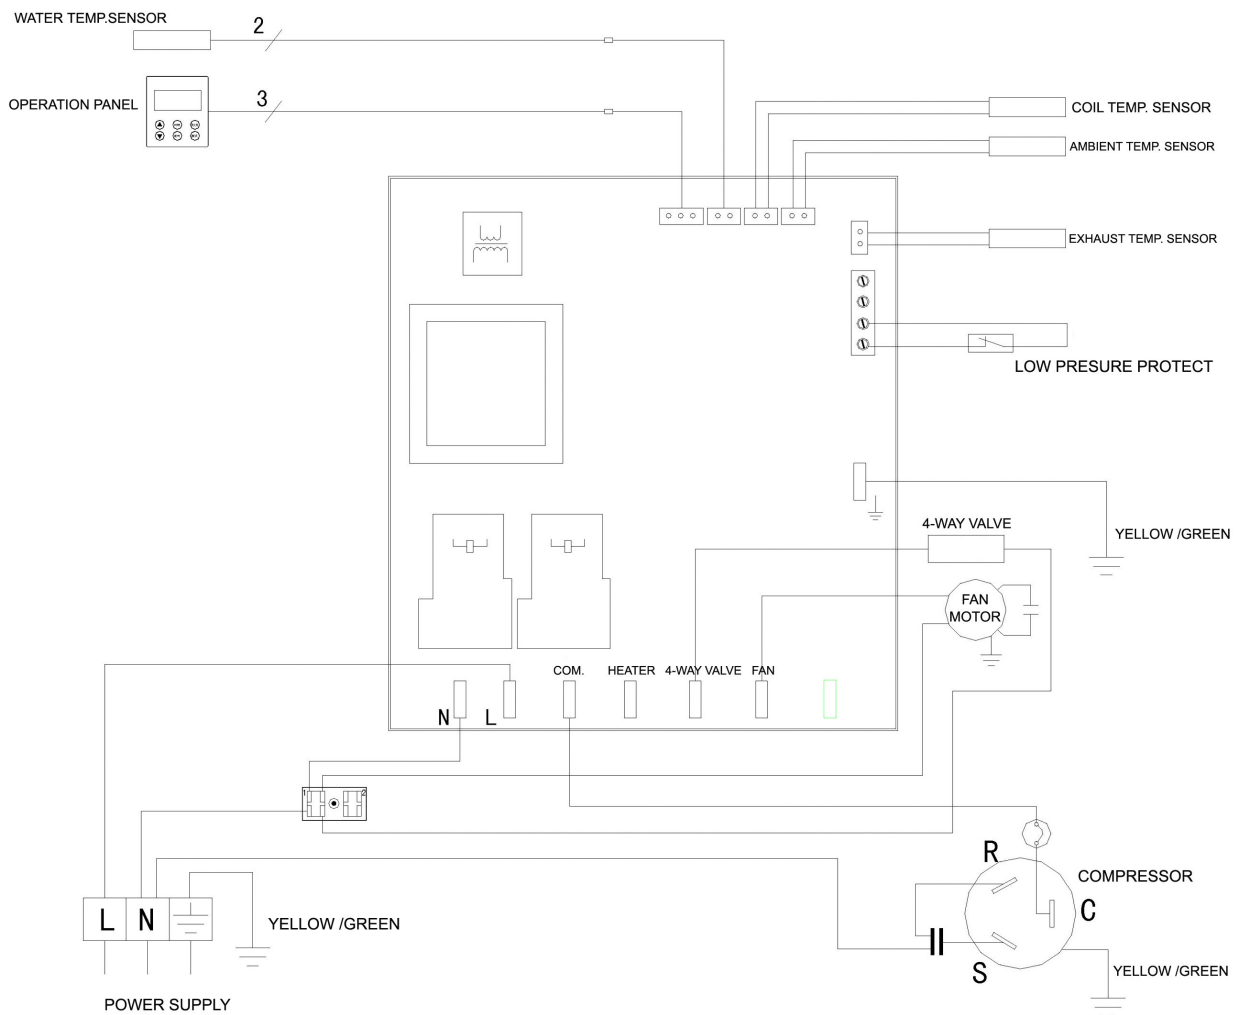 WATER TEMP.SENSOR
2
OPERATION PANEL
3
COIL TEMP. SENSOR
AMBIENT TEMP. SENSOR
EXHAUST TEMP. SENSOR
LOW PRESURE PROTECT
4-WAY VALVE
YELLOW /GREEN
FAN
MOTOR
COM.
HEATER
4-WAY VALVE
FAN
N
L
1
2
R
COMPRESSOR
C
S
L
N
YELLOW /GREEN
YELLOW /GREEN
POWER SUPPLY